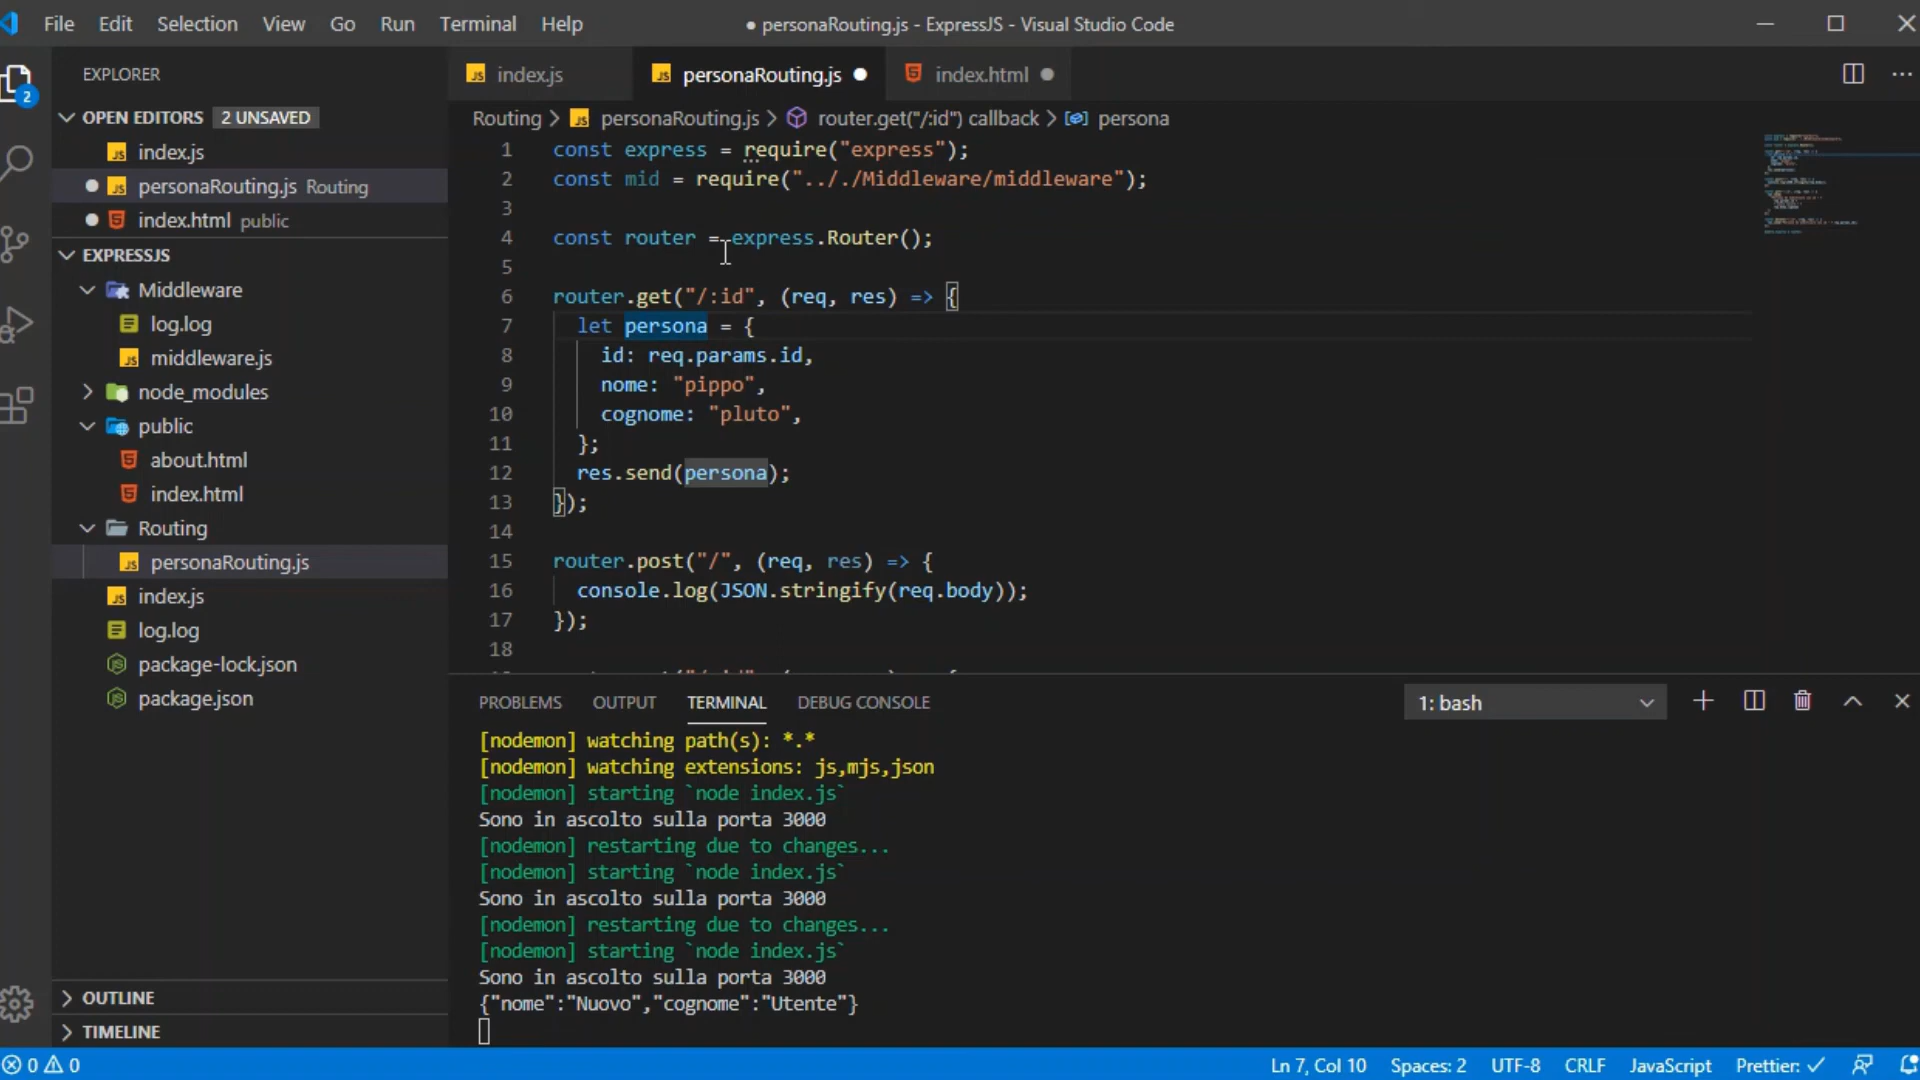 File Edit Selection View Go Run Terminal Help
● personaRouting.js - ExpressJS - Visual Studio Code
EXPLORER
2
OPEN EDITORS 2 UNSAVED
index.js
personaRouting.js Routing
index.html public
EXPRESSJS
Middleware
log.log
middleware.js
node_modules
public
about.html
index.html
Routing
personaRouting.js
index.js
log.log
package-lock.json
package.json
OUTLINE
TIMELINE
index.js personaRouting.js index.html
Routing > personaRouting.js > router.get("/:id") callback > persona
1 const express = require("express");
2 const mid = require(".././Middleware/middleware");
3
4 const router = express.Router();
5
6 router.get("/:id", (req, res) => {
7 let persona = {
8 id: req.params.id,
9 nome: "pippo",
10 cognome: "pluto",
11 };
12 res.send(persona);
13 });
14
15 router.post("/", (req, res) => {
16 console.log(JSON.stringify(req.body));
17 });
18
PROBLEMS OUTPUT TERMINAL DEBUG CONSOLE 1: bash
[nodemon] watching path(s): *.*
[nodemon] watching extensions: js,mjs,json
[nodemon] starting `node index.js`
Sono in ascolto sulla porta 3000
[nodemon] restarting due to changes...
[nodemon] starting `node index.js`
Sono in ascolto sulla porta 3000
[nodemon] restarting due to changes...
[nodemon] starting `node index.js`
Sono in ascolto sulla porta 3000
{"nome":"Nuovo","cognome":"Utente"}
0 0 Ln 7, Col 10 Spaces: 2 UTF-8 CRLF JavaScript Prettier: ✓